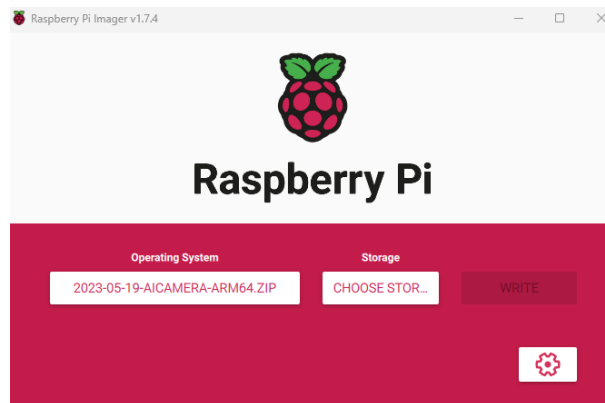 Raspberry Pi Imager v1.7.4
Raspberry Pi
Operating System
Storage
2023-05-19-AICAMERA-ARM64.ZIP
CHOOSE STOR...
WRITE